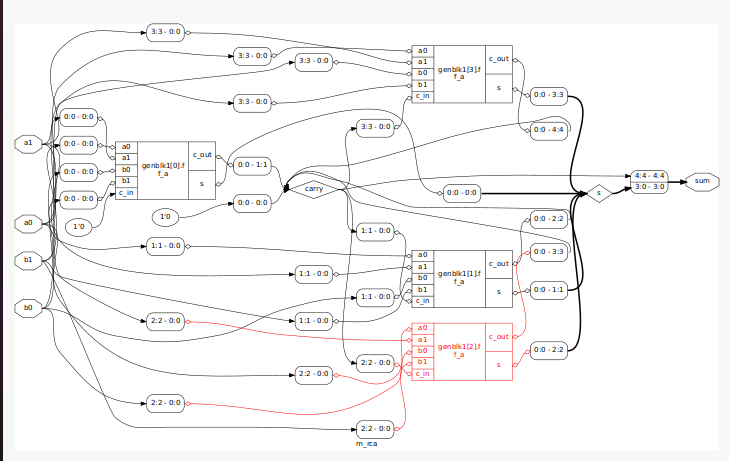 3:3 - 0:0
3:3 - 0:0
3:3 - 0:0
3:3 - 0:0
a0
a1
b0
b1
c_in
genblk1[3].f
f_a
c_out
s
0:0 - 3:3
0:0 - 4:4
3:3 - 0:0
0:0 - 0:0
0:0 - 0:0
0:0 - 0:0
0:0 - 0:0
a1
a0
b1
b0
a0
a1
b0
b1
c_in
genblk1[0].f
f_a
c_out
s
0:0 - 1:1
0:0 - 0:0
1'0
1'0
carry
0:0 - 0:0
s
4:4 - 4:4
3:0 - 3:0
sum
1:1 - 0:0
1:1 - 0:0
1:1 - 0:0
1:1 - 0:0
1:1 - 0:0
a0
a1
b0
b1
c_in
genblk1[1].f
f_a
c_out
s
0:0 - 2:2
0:0 - 3:3
0:0 - 1:1
2:2 - 0:0
2:2 - 0:0
2:2 - 0:0
2:2 - 0:0
2:2 - 0:0
a0
a1
b0
b1
c_in
genblk1[2].f
f_a
c_out
s
0:0 - 2:2
m_rca